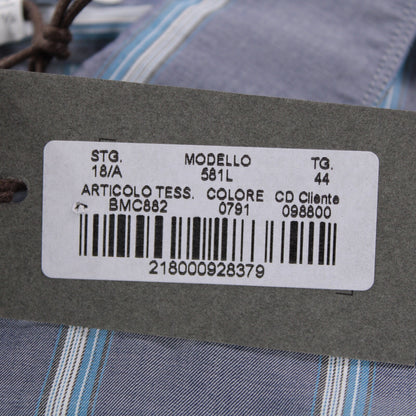 STG. MODELLO TG.
18/A 581L 44
ARTICOLO TESS. COLORE CD Cliente
BMC882 0791 098800
218000928379